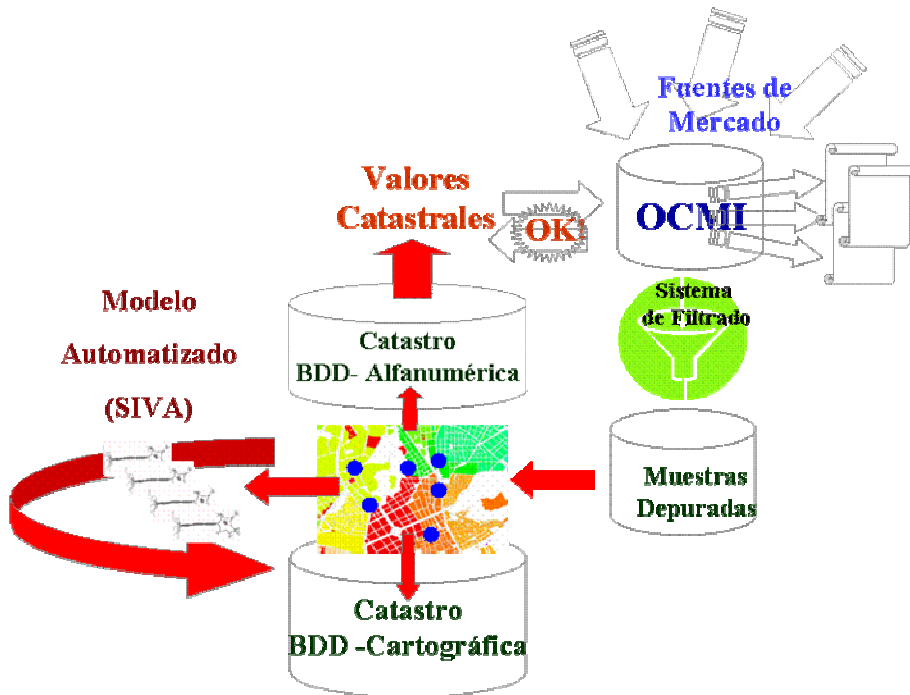 Fuentes de
Mercado
Valores
Catastrales
OK!
OCMI
Sistema
de Filtrado
Modelo
Automatizado
(SIVA)
Catastro
BDD- Alfanumérica
Muestras
Depuradas
Catastro
BDD -Cartográfica